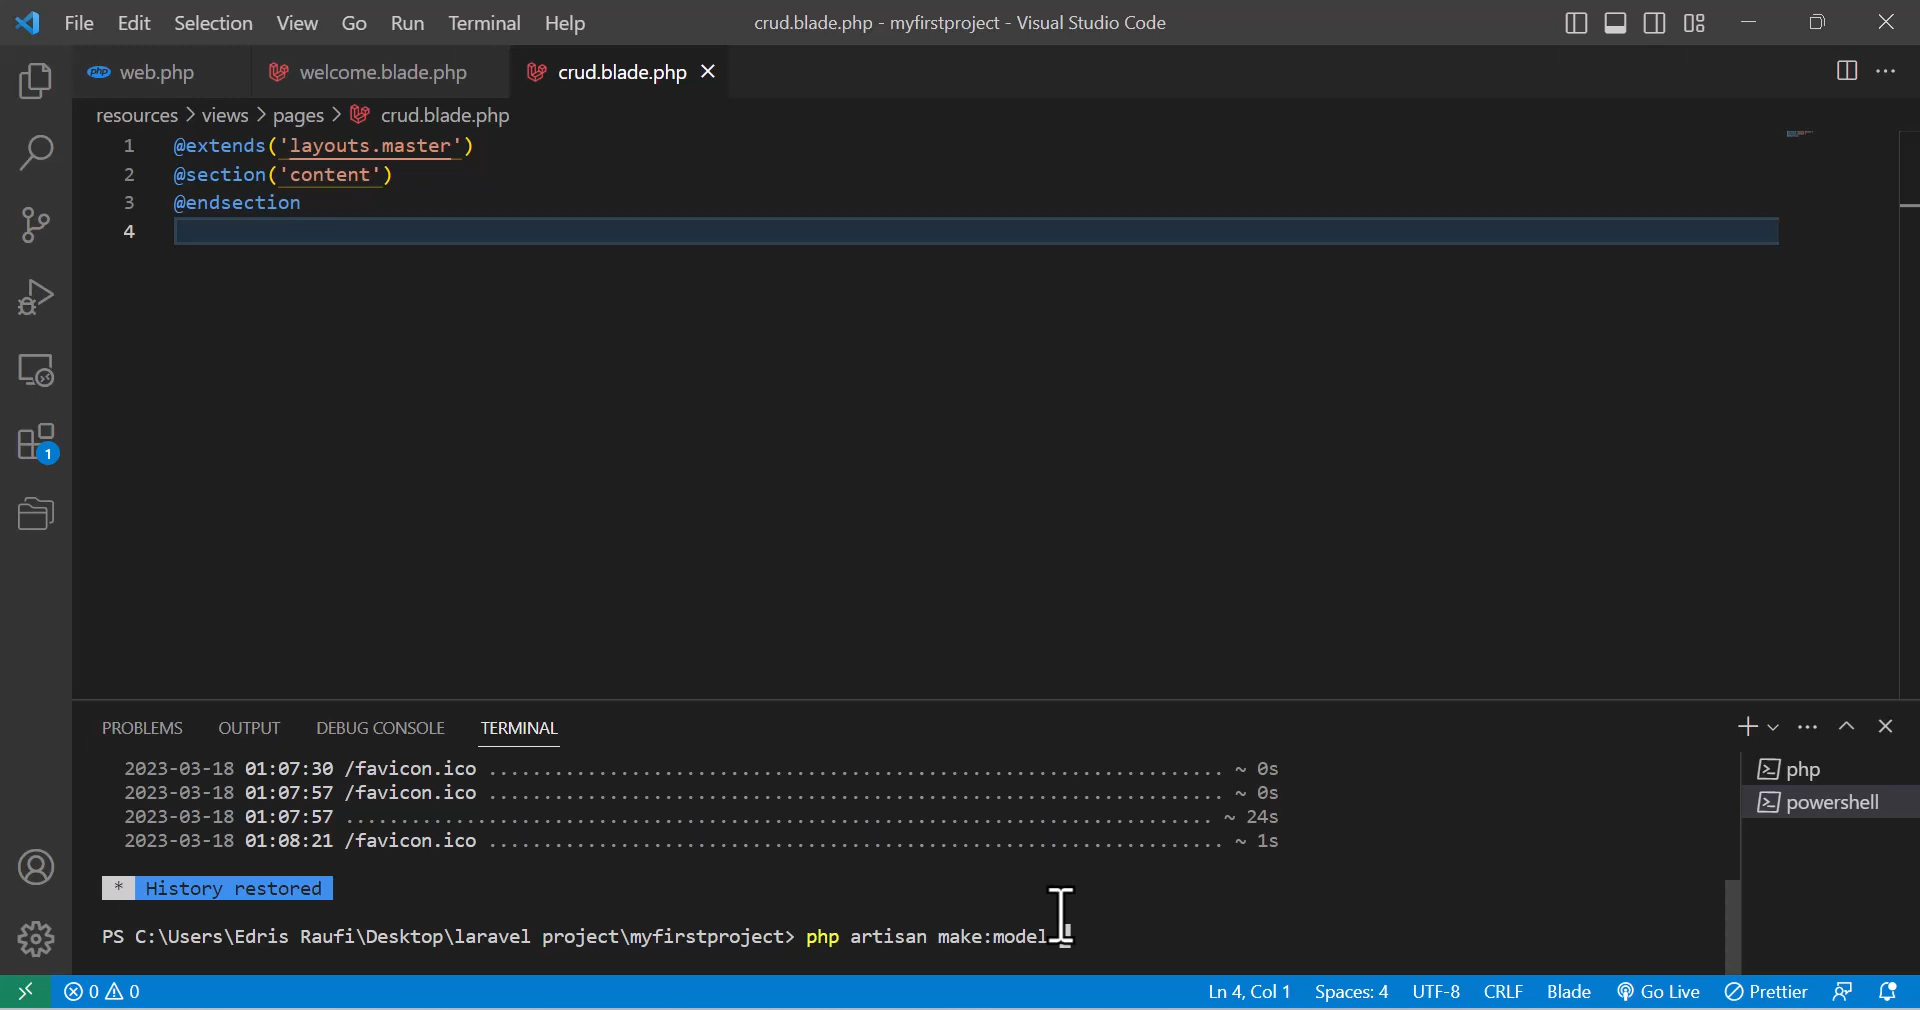 File Edit Selection View Go Run Terminal Help crud.blade.php - myfirstproject - Visual Studio Code
php web.php welcome.blade.php crud.blade.php
resources > views > pages > crud.blade.php
1 @extends('layouts.master')
2 @section('content')
3 @endsection
4
1
PROBLEMS OUTPUT DEBUG CONSOLE TERMINAL
2023-03-18 01:07:30 /favicon.ico ................................................................... ~ 0s
2023-03-18 01:07:57 /favicon.ico ................................................................... ~ 0s
2023-03-18 01:07:57 ............................................................................... ~ 24s
2023-03-18 01:08:21 /favicon.ico ................................................................... ~ 1s
php
powershell
* History restored
PS C:\Users\Edris Raufi\Desktop\laravel project\myfirstproject> php artisan make:model
0 0 Ln 4, Col 1 Spaces: 4 UTF-8 CRLF Blade Go Live Prettier